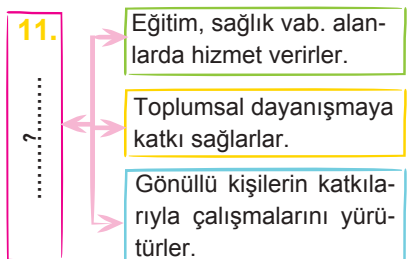 11.
.........?.........
Eğitim, sağlık vab. alan-
larda hizmet verirler.
Toplumsal dayanışmaya
katkı sağlarlar.
Gönüllü kişilerin katkıla-
rıyla çalışmalarını yürü-
türler.